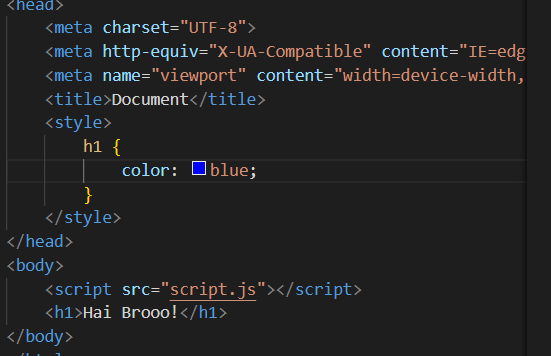 <head>
<meta charset="UTF-8">
<meta http-equiv="X-UA-Compatible" content="IE=edg
<meta name="viewport" content="width=device-width,
<title>Document</title>
<style>
h1 {
color: blue;
}
</style>
</head>
<body>
<script src="script.js"></script>
<h1>Hai Brooo!</h1>
</body>
</html>